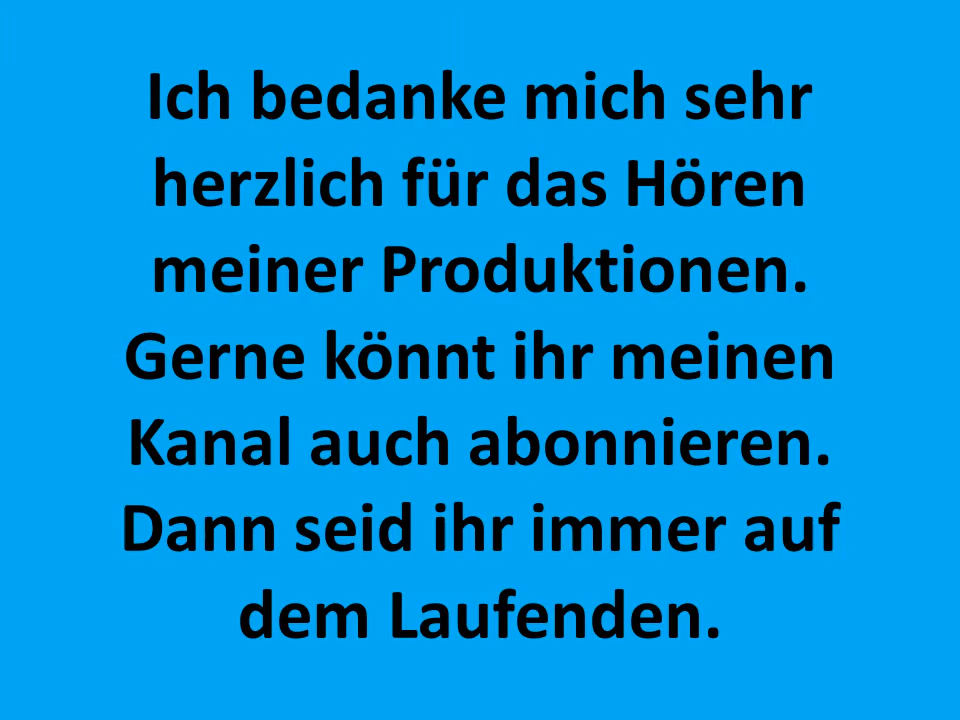 Ich bedanke mich sehr
herzlich für das Hören
meiner Produktionen.
Gerne könnt ihr meinen
Kanal auch abonnieren.
Dann seid ihr immer auf
dem Laufenden.